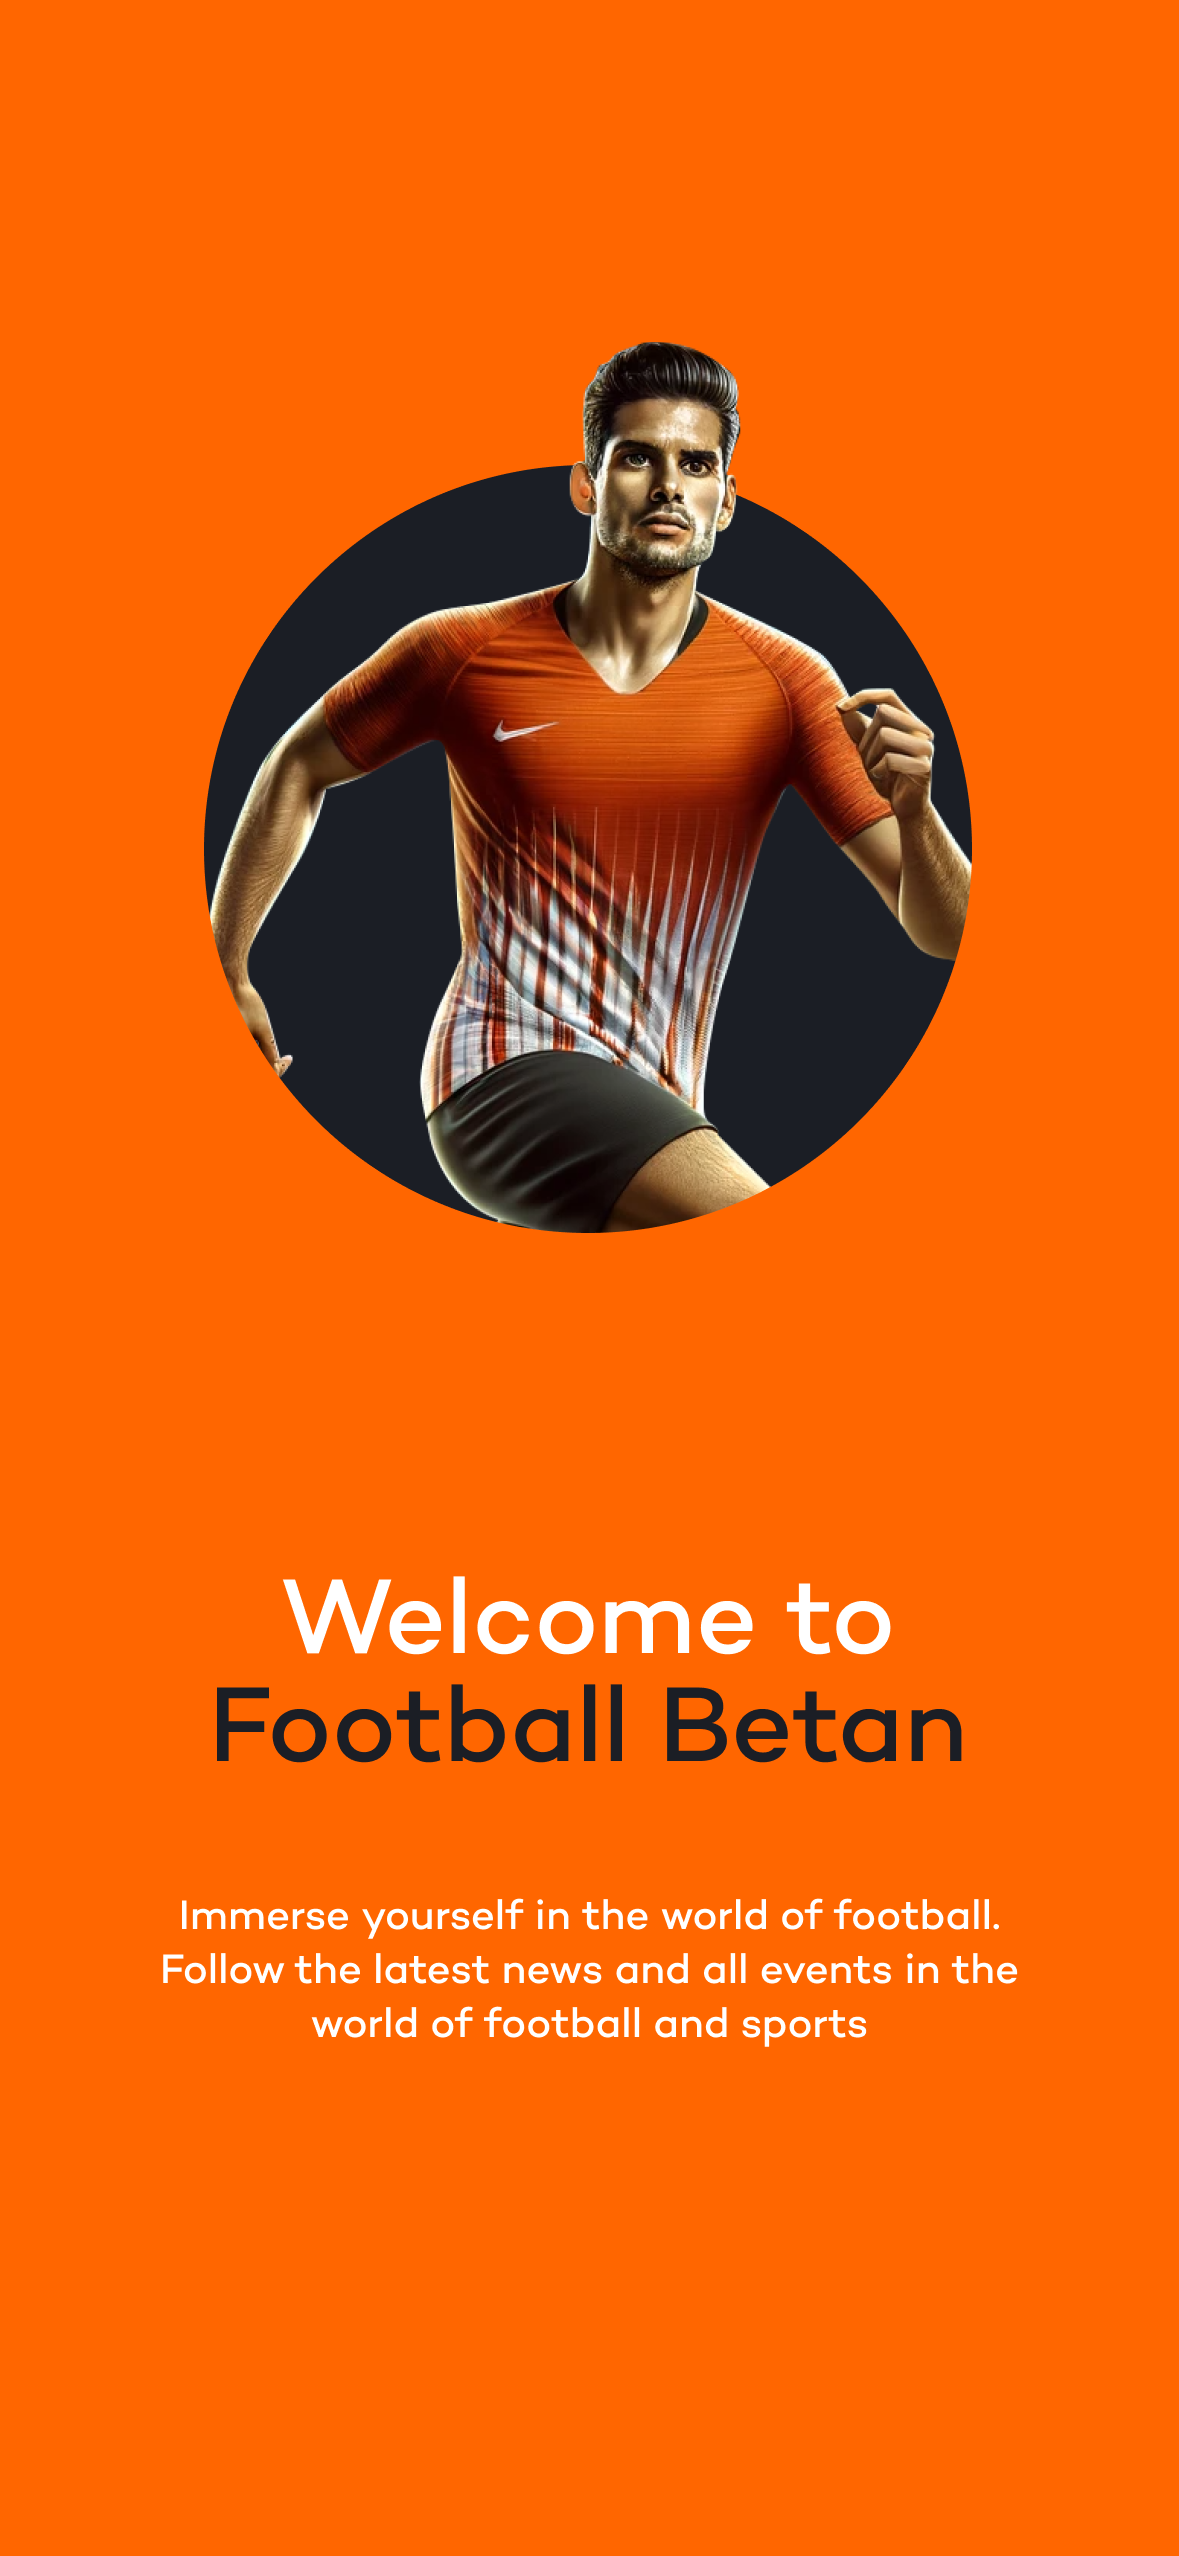 Welcome to
Football Betan
Immerse yourself in the world of football.
Follow the latest news and all events in the
world of football and sports